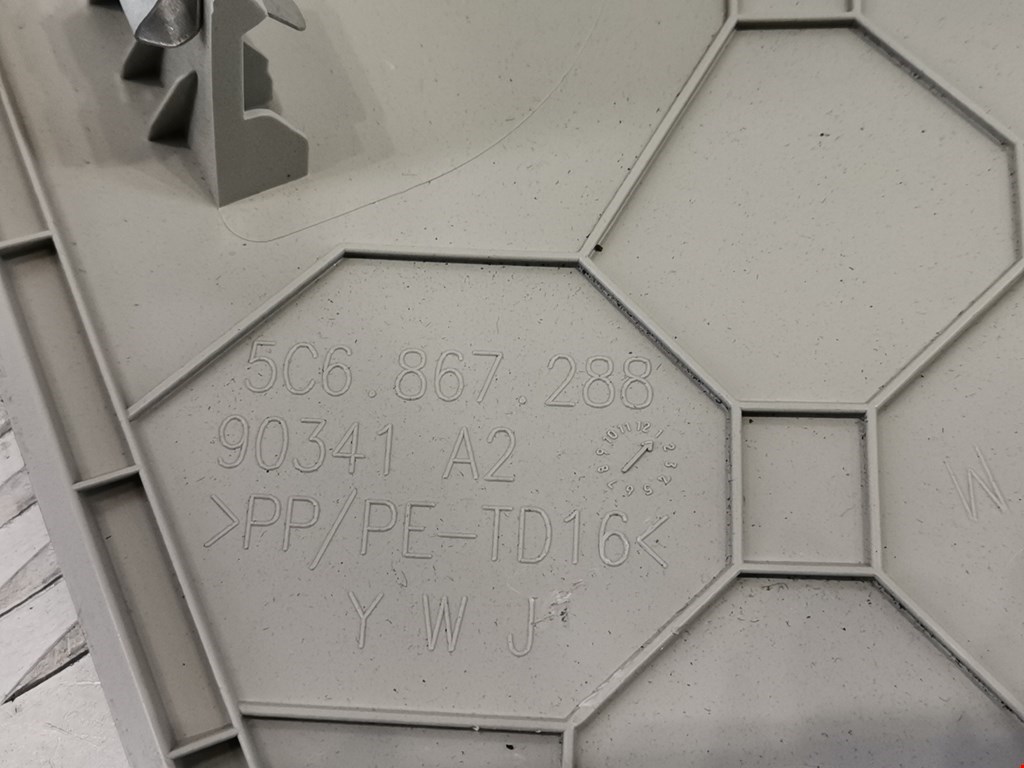 5C6.867.288
90341 A2
>PP/PE-TD16<
Y W J
W